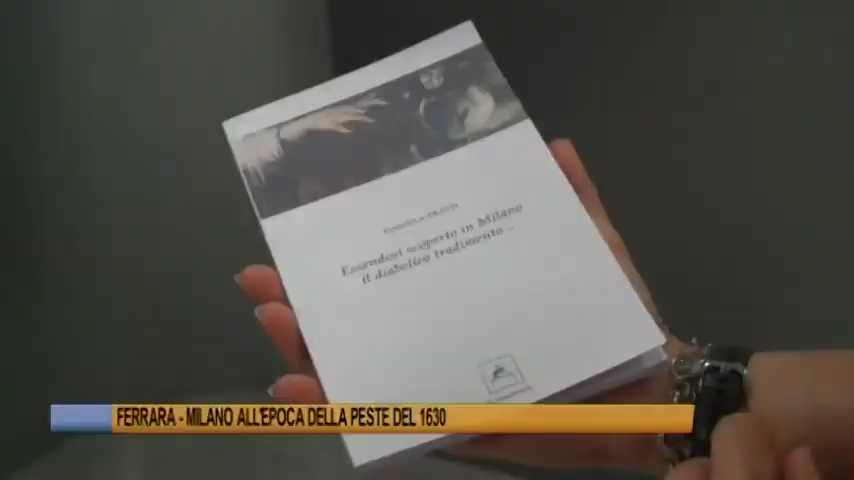 Essendosi scoperto in Milano
il diabolico tradimento -
FERRARA - MILANO ALL'EPOCA DELLA PESTE DEL 1630